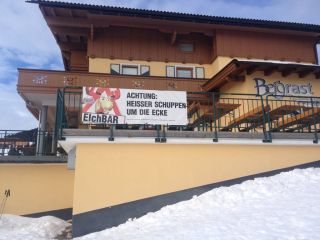 ACHTUNG:
HEISSER SCHUPPEN
UM DIE ECKE
ElchBAR
Bergrast